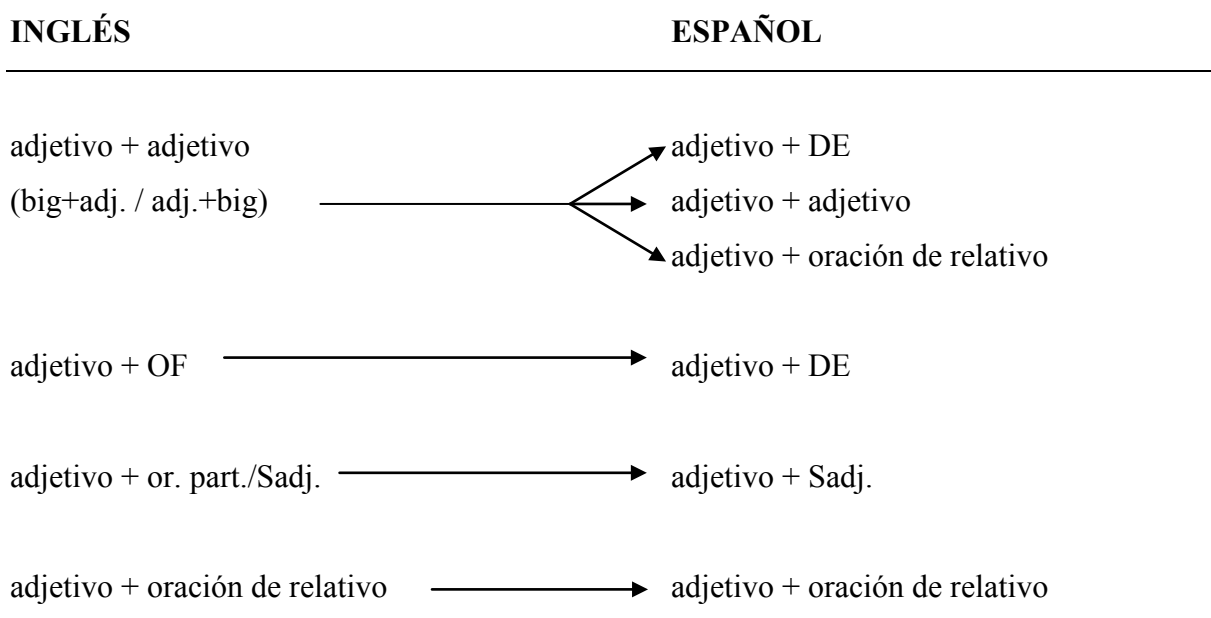 INGLÉS ESPAÑOL
adjetivo + adjetivo adjetivo + DE
(big+adj. / adj.+big) adjetivo + adjetivo
adjetivo + oración de relativo
adjetivo + OF adjetivo + DE
adjetivo + or. part./Sadj. adjetivo + Sadj.
adjetivo + oración de relativo adjetivo + oración de relativo